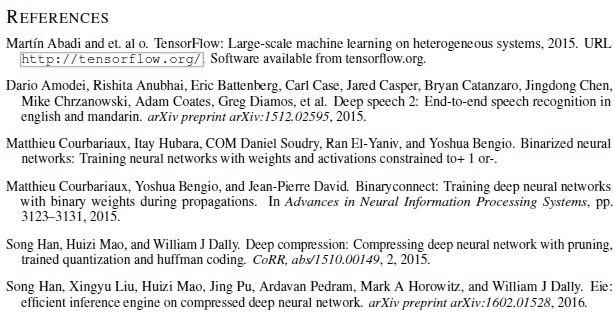 REFERENCES
Martín Abadi and et. al o. TensorFlow: Large-scale machine learning on heterogeneous systems, 2015. URL
http://tensorflow.org/. Software available from tensorflow.org.
Dario Amodei, Rishita Anubhai, Eric Battenberg, Carl Case, Jared Casper, Bryan Catanzaro, Jingdong Chen,
Mike Chrzanowski, Adam Coates, Greg Diamos, et al. Deep speech 2: End-to-end speech recognition in
english and mandarin. arXiv preprint arXiv:1512.02595, 2015.
Matthieu Courbariaux, Itay Hubara, COM Daniel Soudry, Ran El-Yaniv, and Yoshua Bengio. Binarized neural
networks: Training neural networks with weights and activations constrained to+ 1 or-.
Matthieu Courbariaux, Yoshua Bengio, and Jean-Pierre David. Binaryconnect: Training deep neural networks
with binary weights during propagations. In Advances in Neural Information Processing Systems, pp.
3123–3131, 2015.
Song Han, Huizi Mao, and William J Dally. Deep compression: Compressing deep neural network with pruning,
trained quantization and huffman coding. CoRR, abs/1510.00149, 2, 2015.
Song Han, Xingyu Liu, Huizi Mao, Jing Pu, Ardavan Pedram, Mark A Horowitz, and William J Dally. Eie:
efficient inference engine on compressed deep neural network. arXiv preprint arXiv:1602.01528, 2016.